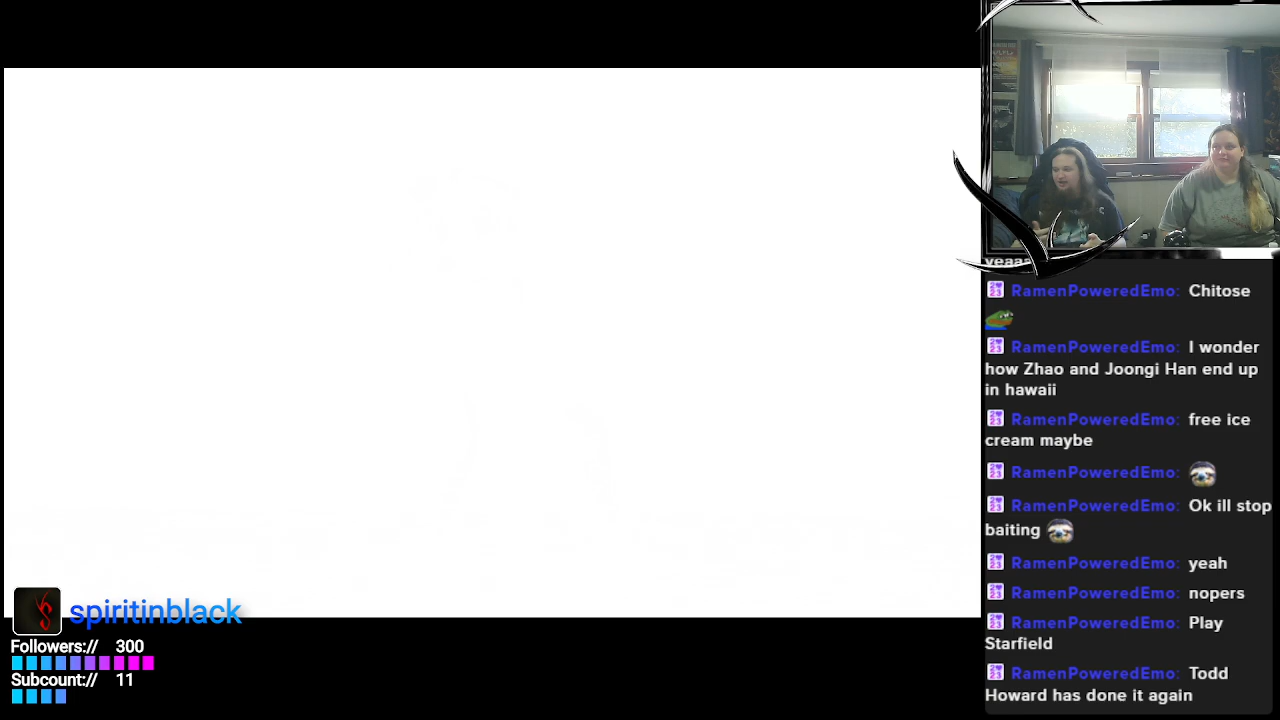 RamenPoweredEmo: Chitose
RamenPoweredEmo: I wonder
how Zhao and Joongi Han end up
in hawaii
RamenPoweredEmo: free ice
cream maybe
RamenPoweredEmo:
RamenPoweredEmo: Ok ill stop
baiting
RamenPoweredEmo: yeah
RamenPoweredEmo: nopers
RamenPoweredEmo: Play
Starfield
RamenPoweredEmo: Todd
Howard has done it again
spiritinblack
Followers:// 300
Subcount:// 11